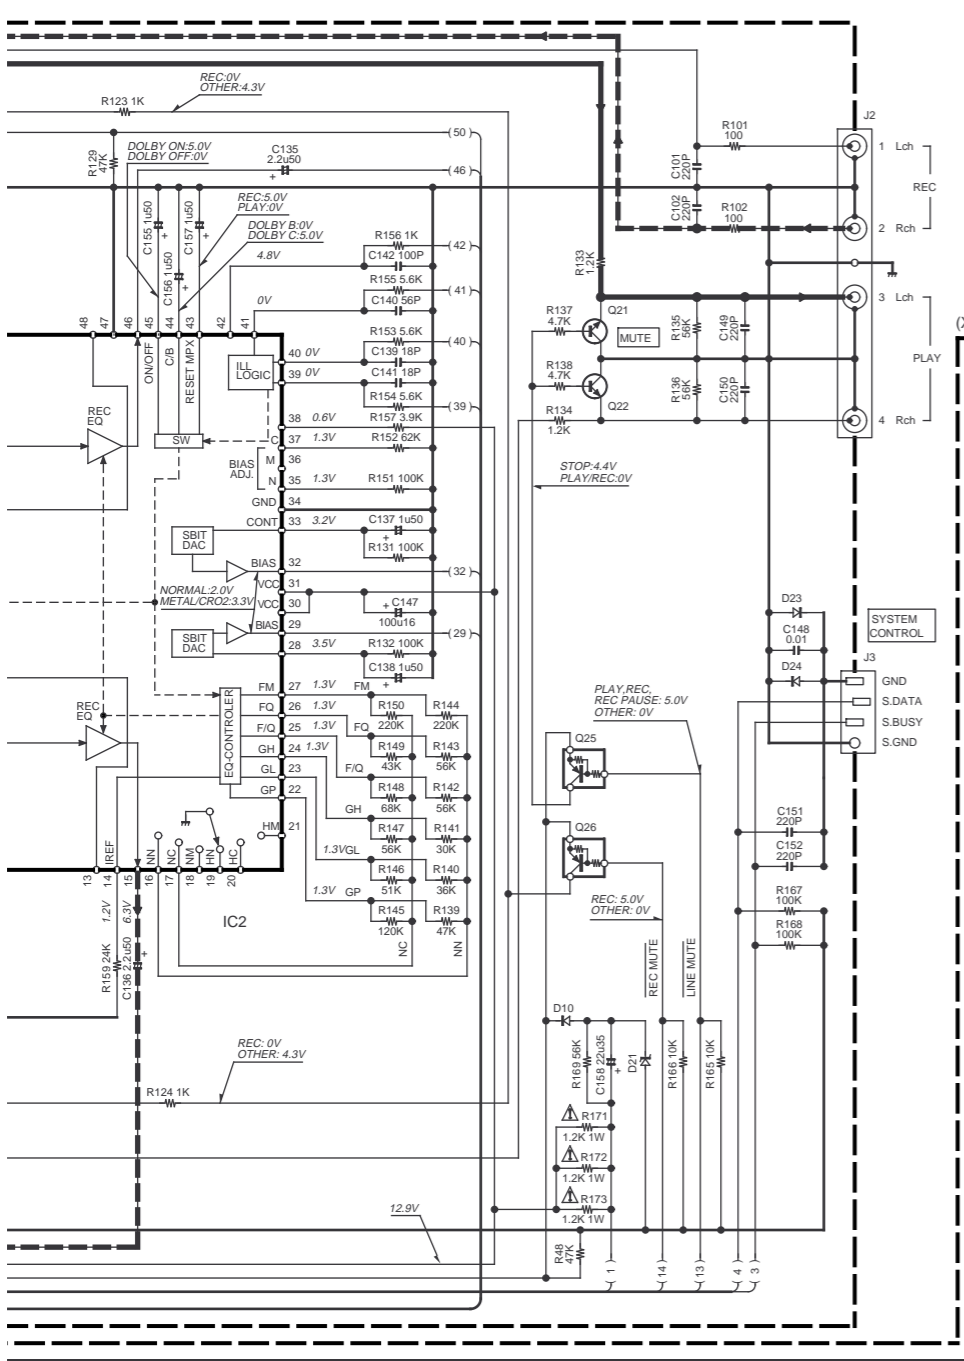 REC:0V
OTHER:4.3V
R123 1K
(50)
DOLBY ON:5.0V
DOLBY OFF:0V
R129
47K
C135
2.2u50
+
(46)
REC:5.0V
PLAY:0V
DOLBY B:0V
DOLBY C:5.0V
C155 1u50
+
C156 1u50
+
C157 1u50
+
4.8V
0V
R156 1K
(42)
C142 100P
R155 5.6K
(41)
C140 56P
R153 5.6K
(40)
C139 18P
C141 18P
R154 5.6K
(39)
R157 3.9K
R152 62K
R151 100K
C137 1u50
+
R131 100K
(32)
+ C147
100u16
(29)
R132 100K
C138 1u50
+
48
47
46
45
44
43
42
41
ON/OFF
C/B
RESET MPX
ILL
LOGIC
40 0V
39 0V
38 0.6V
C 37 1.3V
M 36
N 35 1.3V
BIAS
ADJ.
GND 34
CONT 33 3.2V
BIAS 32
VCC 31
VCC 30
BIAS 29
28 3.5V
SW
REC
EQ
5BIT
DAC
NORMAL:2.0V
METAL/CRO2:3.3V
5BIT
DAC
REC
EQ
EQ-CONTROLER
FM 27 1.3V FM
FQ 26 1.3V FQ
F/Q 25 1.3V F/Q
GH 24 1.3V GH
GL 23 1.3V GL
GP 22 1.3V GP
HM 21
R150
220K
R144
220K
R149
43K
R143
56K
R148
68K
R142
56K
R147
56K
R141
30K
R146
51K
R140
36K
R145
120K
R139
47K
NC
NN
IREF
NN
NC
NM
HN
HC
13
14
15
16
17
18
19
20
1.2V
6.3V
IC2
R159 24K
C136 2.2u50
+
REC: 0V
OTHER: 4.3V
R124 1K
12.9V
J2
R101
100
1 Lch
C101
220P
REC
C102
220P
R102
100
2 Rch
R133
1.2K
3 Lch
R137
4.7K
Q21
MUTE
R135
56K
C149
220P
PLAY
R138
4.7K
Q22
R136
56K
C150
220P
R134
1.2K
4 Rch
STOP:4.4V
PLAY/REC:0V
D23
C148
0.01
D24
SYSTEM
CONTROL
J3
GND
S.DATA
S.BUSY
S.GND
PLAY,REC,
REC PAUSE: 5.0V
OTHER: 0V
Q25
Q26
REC: 5.0V
OTHER: 0V
REC MUTE
LINE MUTE
C151
220P
C152
220P
R167
100K
R168
100K
D10
R169 56K
C158 22u35
+
D21
R166 10K
R165 10K
R171
1.2K 1W
R172
1.2K 1W
R173
1.2K 1W
R48
47K
(1)
(14)
(13)
(4)
(3)